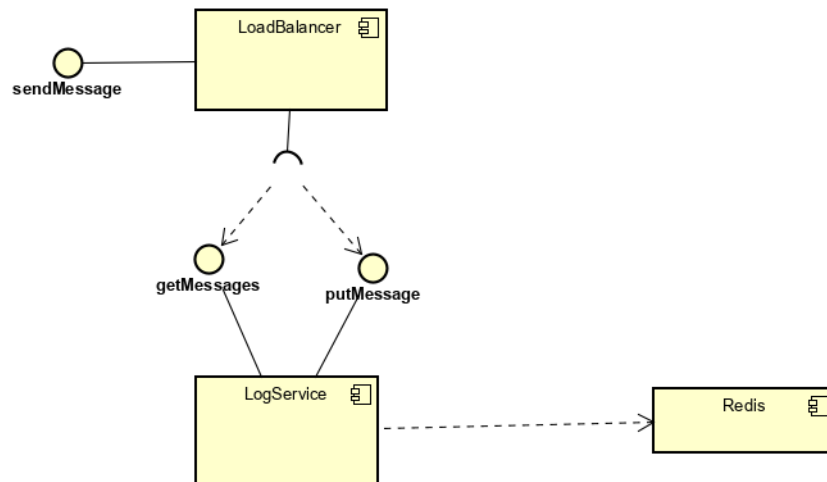 LoadBalancer
sendMessage
getMessages
putMessage
LogService
Redis